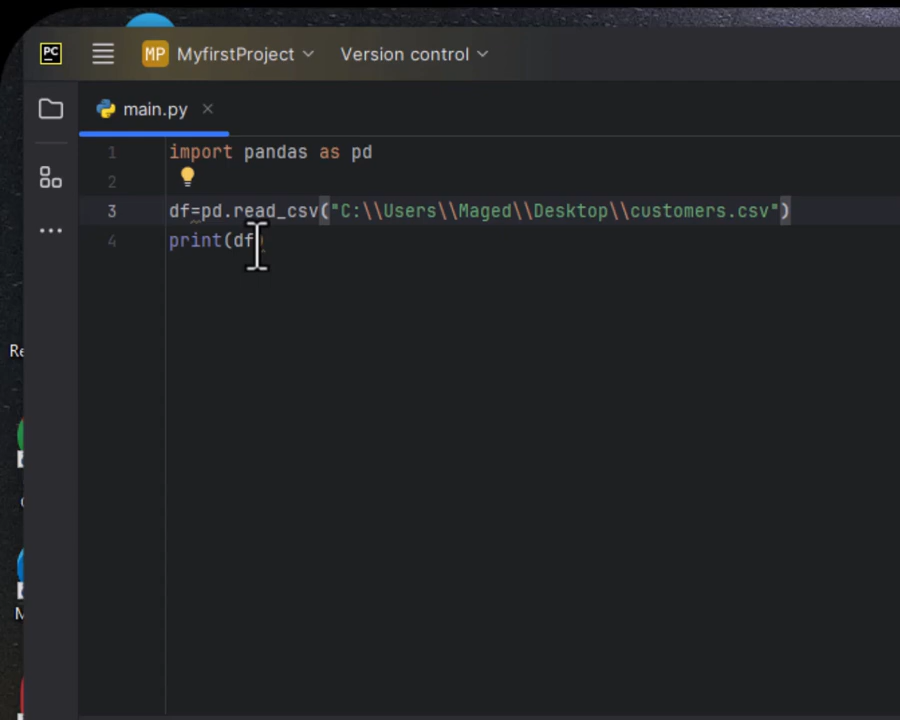 PC MP MyfirstProject Version control
main.py
1 import pandas as pd
2
3 df=pd.read_csv("C:\\Users\\Maged\\Desktop\\customers.csv")
4 print(df)
Re
M